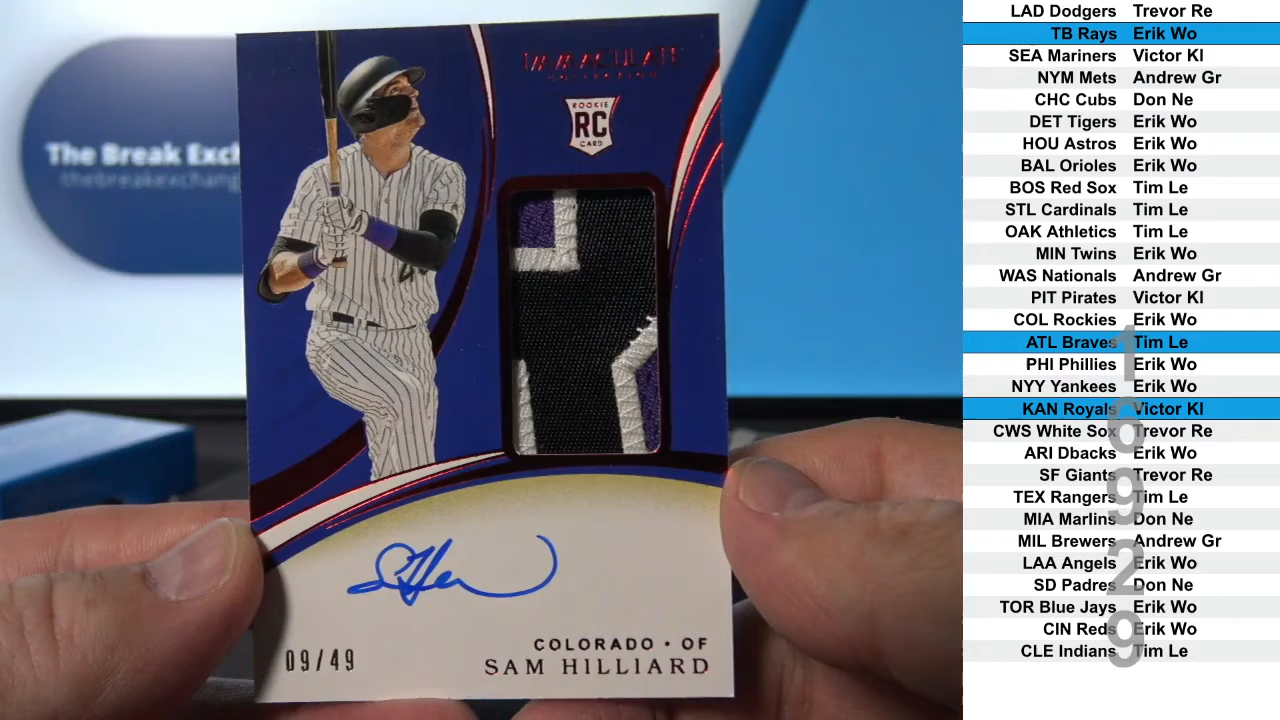 The Break Exch
thebreakexchang
IMMACULATE
COLLECTION
ROOKIE
RC
CARD
09/49
COLORADO • OF
SAM HILLIARD
LAD Dodgers Trevor Re
TB Rays Erik Wo
SEA Mariners Victor Kl
NYM Mets Andrew Gr
CHC Cubs Don Ne
DET Tigers Erik Wo
HOU Astros Erik Wo
BAL Orioles Erik Wo
BOS Red Sox Tim Le
STL Cardinals Tim Le
OAK Athletics Tim Le
MIN Twins Erik Wo
WAS Nationals Andrew Gr
PIT Pirates Victor Kl
COL Rockies Erik Wo
ATL Braves Tim Le
PHI Phillies Erik Wo
NYY Yankees Erik Wo
KAN Royals Victor Kl
CWS White Sox Trevor Re
ARI Dbacks Erik Wo
SF Giants Trevor Re
TEX Rangers Tim Le
MIA Marlins Don Ne
MIL Brewers Andrew Gr
LAA Angels Erik Wo
SD Padres Don Ne
TOR Blue Jays Erik Wo
CIN Reds Erik Wo
CLE Indians Tim Le
16929